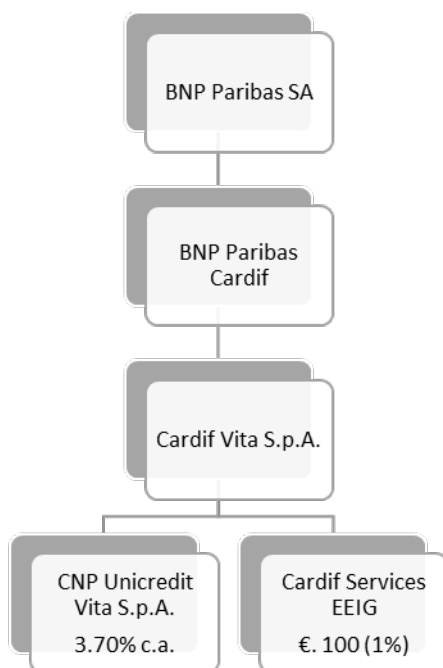 BNP Paribas SA
BNP Paribas
Cardif
Cardif Vita S.p.A.
CNP Unicredit
Vita S.p.A.
3.70% c.a.
Cardif Services
EEIG
€. 100 (1%)